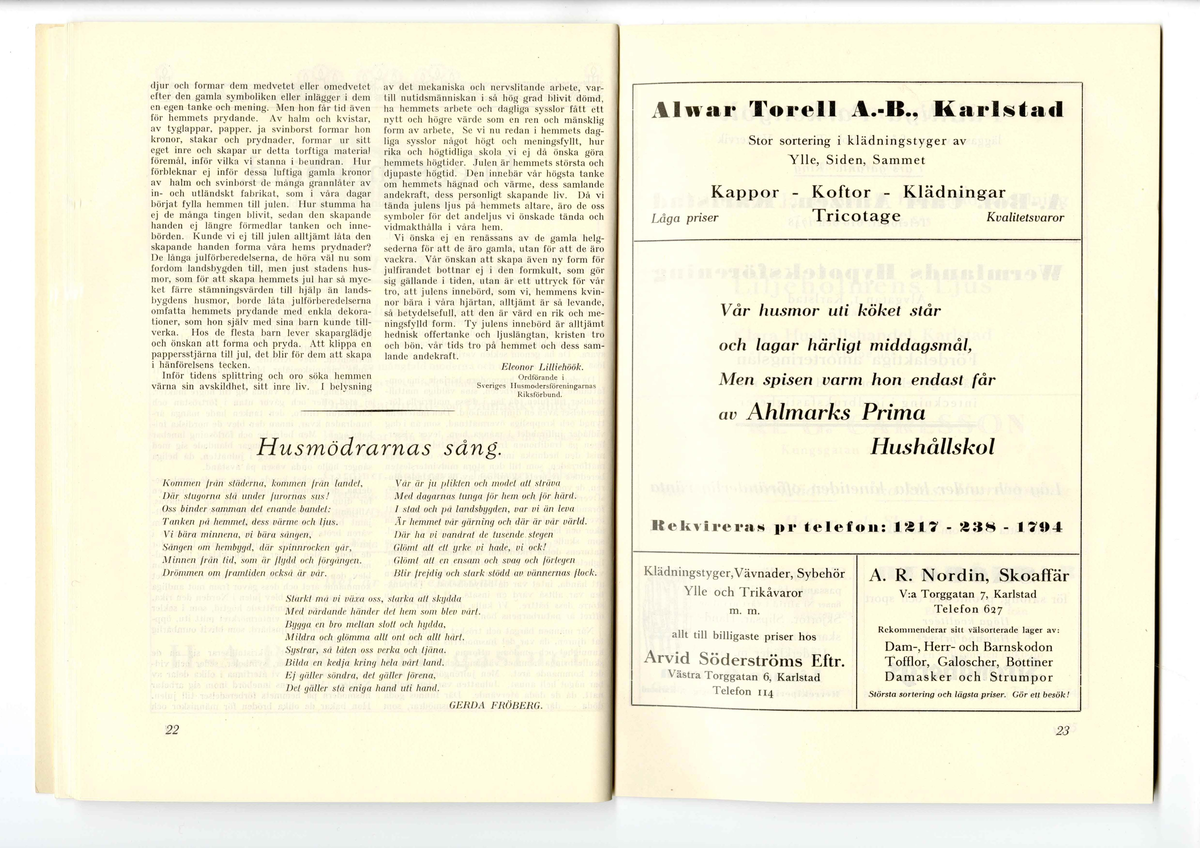 djur och formar dem medvetet eller omedvetet
efter den gamla symboliken eller inlägger i dem
en egen tanke och mening. Men hon får tid även
för hemmets prydande. Av halm och kvistar,
av tyglappar, papper, ja svinborst formar hon
kronor, stakar och prydnader, formar ur sitt
eget inre och skapar ur detta torftiga material
föremål, inför vilka vi stanna i beundran. Hur
förbleknar ej inför dessa luftiga gamla kronor
av halm och svinborst de många grannlåter av
in- och utländskt fabrikat, som i våra dagar
börjat fylla hemmen till julen. Hur stumma ha
ej de många tingen blivit, sedan den skapande
handen ej längre förmedlar tanken och inne-
börden. Kunde vi ej till julen alltjämt låta den
skapande handen forma våra hems prydnader?
De långa julförberedelserna, de höra väl nu som
fordom landsbygden till, men just stadens hus-
mor, som för att skapa hemmets jul har så myc-
ket färre stämningsvärden till hjälp än lands-
bygdens husmor, borde låta julförberedelserna
omfatta hemmets prydande med enkla dekora-
tioner, som hon själv med sina barn kunde till-
verka. Hos de flesta barn lever skaparglädje
och önskan att forma och pryda. Att klippa en
pappersstjärna till jul, det blir för dem att skapa
i hänförelsens tecken.
Inför tidens splittring och oro söka hemmen
värna sin avskildhet, sitt inre liv. I belysning
av det mekaniska och nervslitande arbete, var-
till nutidsmänniskan i så hög grad blivit dömd,
ha hemmets arbete och dagliga sysslor fått ett
nytt och högre värde som en ren och mänsklig
form av arbete. Se vi nu redan i hemmets dag-
liga sysslor något högt och meningsfyllt, hur
rika och högtidliga skola vi ej då önska göra
hemmets högtider. Julen är hemmets största och
djupaste högtid. Den innebär vår högsta tanke
om hemmets hägnad och värme, dess samlande
andekraft, dess personligt skapande liv. Då vi
tända julens ljus på hemmets altare, äro de oss
symboler för det andeljus vi önskade tända och
vidmakthålla i våra hem.
Vi önska ej en renässans av de gamla helg-
sederna för att de äro gamla, utan för att de äro
vackra. Vår önskan att skapa även ny form för
julfirandet bottnar ej i den formkult, som gör
sig gällande i tiden, utan är ett uttryck för vår
tro, att julens innebörd, som vi, hemmens kvin-
nor bära i våra hjärtan, alltjämt är så levande,
så betydelsefull, att den är värd en rik och me-
ningsfylld form. Ty julens innebörd är alltjämt
hednisk offertanke och ljuslängtan, kristen tro
och bön, vår tids tro på hemmet och dess sam-
lande andekraft.
Eleonor Lilliehöök.
Ordförande i
Sveriges Husmodersföreningarnas
Riksförbund.
Husmödrarnas sång.
Kommen från städerna, kommen från landet,
Där stugorna stå under furornas sus!
Oss binder samman det enande bandet:
Tanken på hemmet, dess värme och ljus.
Vi bära minnena, vi bära sången,
Sången om hembygd, där spinnrocken går,
Minnen från tid, som är flydd och förgången.
Drömmen om framtiden också är vår.
Var är ju plikten och modet att sträva
Med dagarnas tunga för hem och för härd.
I stad och på landsbygden, var vi än leva
Är hemmet vår gärning och där är vår värld.
Där ha vi vandrat de tusende stegen
Glömt att ett yrke vi hade, vi ock!
Glömt att en ensam och svag och förlegen
Blir frejdig och stark stödd av vännernas flock.
Starkt må vi växa oss, starka att skydda
Med vårdande händer det hem som blev vårt.
Bygga en bro mellan slott och hydda,
Mildra och glömma allt ont och allt hårt.
Systrar, så låten oss verka och tjäna.
Bilda en kedja kring hela vårt land.
Ej gäller söndra, det gäller förena,
Det gäller stå eniga hand uti hand.
GERDA FRÖBERG.
22
Alwar Torell A.-B., Karlstad
Stor sortering i klädningstyger av
Ylle, Siden, Sammet
Kappor - Koftor - Klädningar
Låga priser Tricotage Kvalitetsvaror
Vår husmor uti köket står
och lagar härligt middagsmål,
Men spisen varm hon endast får
av Ahlmarks Prima
Hushållskol
Rekvireras pr telefon: 1217 - 238 - 1794
Klädningstyger, Vävnader, Sybehör
Ylle och Trikåvaror
m. m.
allt till billigaste priser hos
Arvid Söderströms Eftr.
Västra Torggatan 6, Karlstad
Telefon 114
A. R. Nordin, Skoaffär
V:a Torggatan 7, Karlstad
Telefon 627
Rekommenderar sitt välsorterade lager av:
Dam-, Herr- och Barnskodon
Tofflor, Galoscher, Bottiner
Damasker och Strumpor
Största sortering och lägsta priser. Gör ett besök!
23